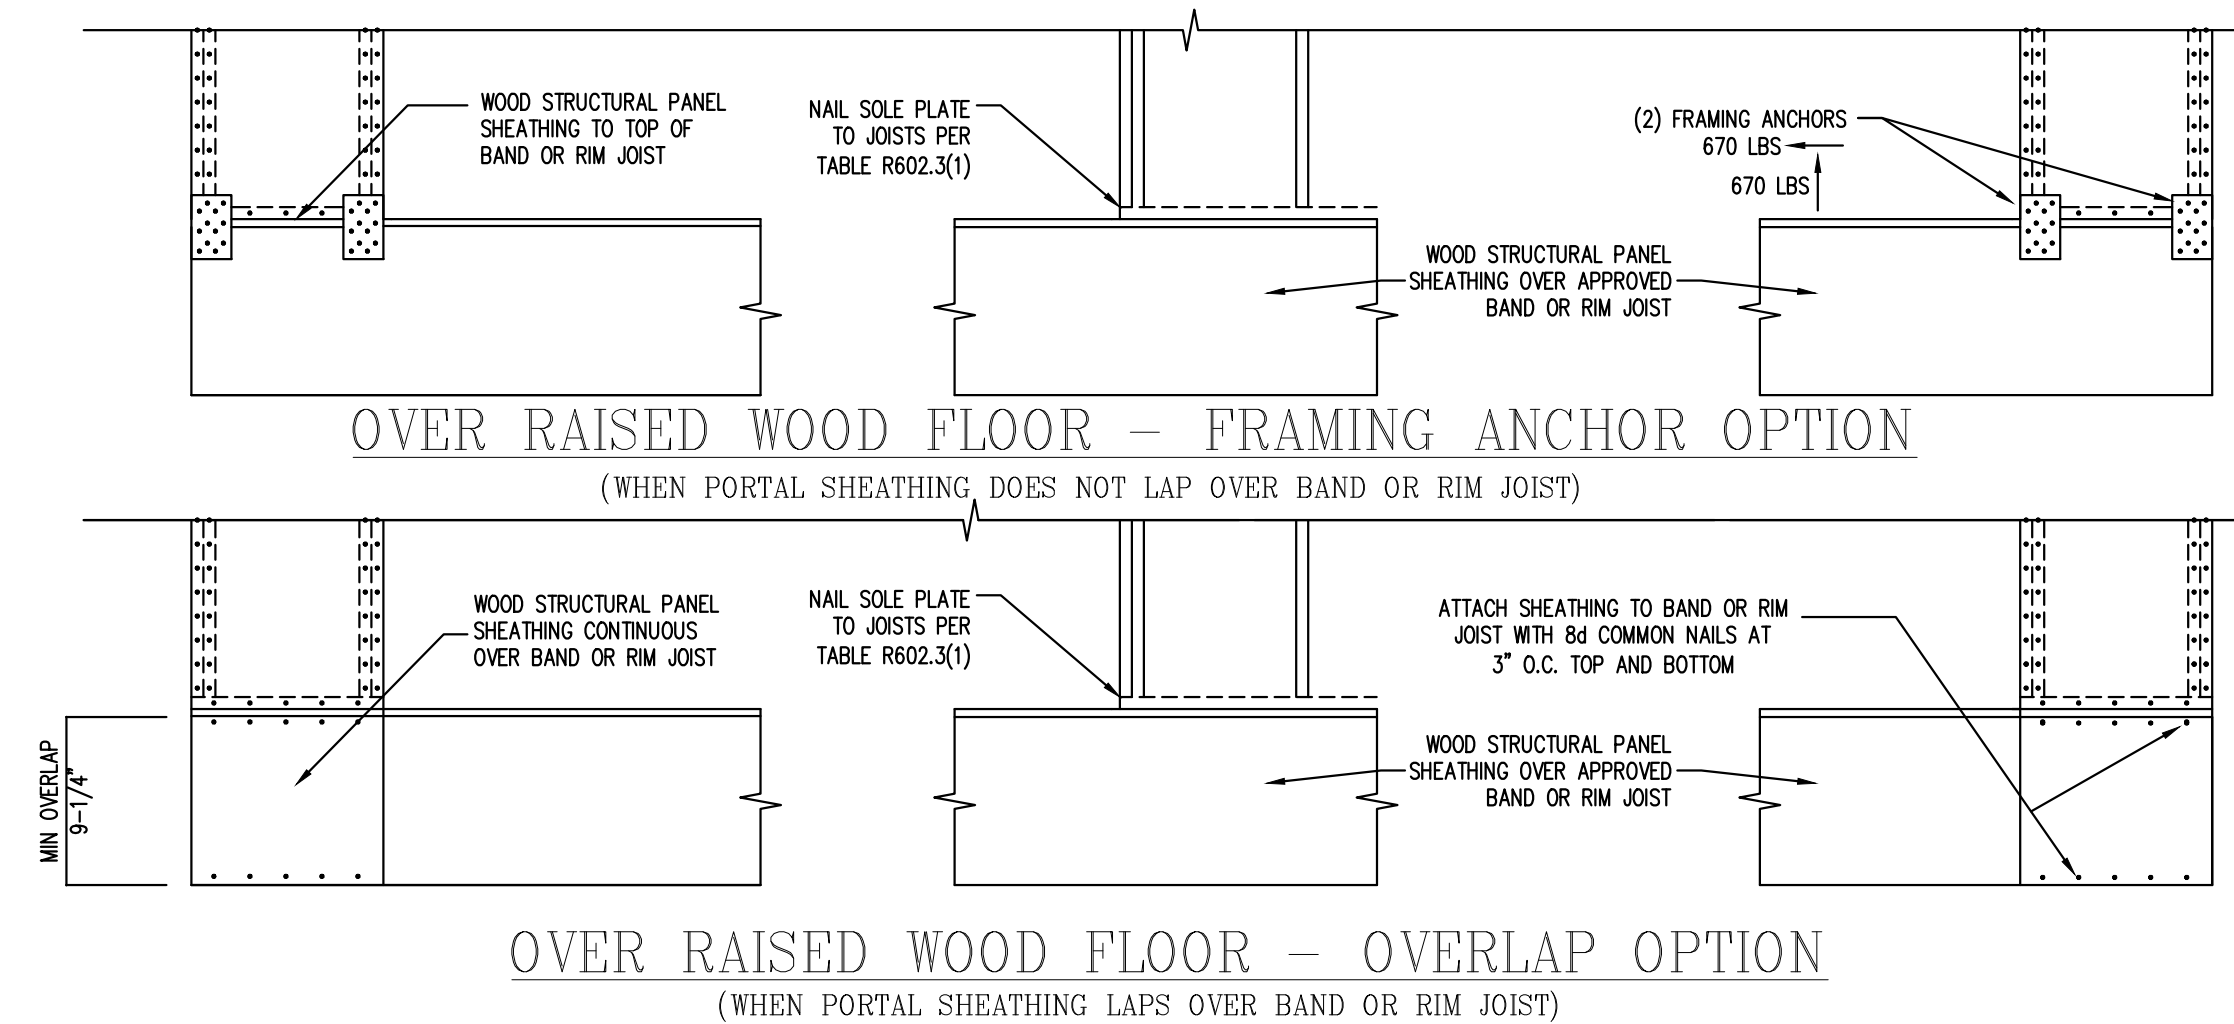 WOOD STRUCTURAL PANEL
SHEATHING TO TOP OF
BAND OR RIM JOIST
NAIL SOLE PLATE
TO JOISTS PER
TABLE R602.3(1)
(2) FRAMING ANCHORS
670 LBS
670 LBS
WOOD STRUCTURAL PANEL
SHEATHING OVER APPROVED
BAND OR RIM JOIST
OVER RAISED WOOD FLOOR – FRAMING ANCHOR OPTION
(WHEN PORTAL SHEATHING DOES NOT LAP OVER BAND OR RIM JOIST)
WOOD STRUCTURAL PANEL
SHEATHING CONTINUOUS
OVER BAND OR RIM JOIST
NAIL SOLE PLATE
TO JOISTS PER
TABLE R602.3(1)
ATTACH SHEATHING TO BAND OR RIM
JOIST WITH 8d COMMON NAILS AT
3" O.C. TOP AND BOTTOM
MIN OVERLAP
9-1/4"
WOOD STRUCTURAL PANEL
SHEATHING OVER APPROVED
BAND OR RIM JOIST
OVER RAISED WOOD FLOOR – OVERLAP OPTION
(WHEN PORTAL SHEATHING LAPS OVER BAND OR RIM JOIST)